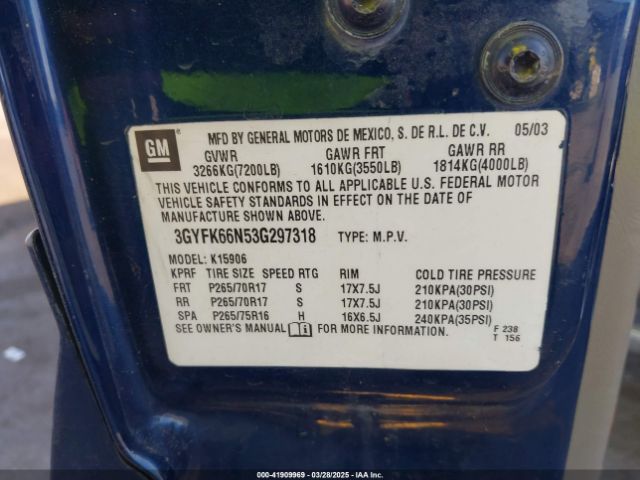 GM ®
MFD BY GENERAL MOTORS DE MEXICO, S. DE R.L. DE C.V. 05/03
GVWR GAWR FRT GAWR RR
3266KG(7200LB) 1610KG(3550LB) 1814KG(4000LB)
THIS VEHICLE CONFORMS TO ALL APPLICABLE U.S. FEDERAL MOTOR
VEHICLE SAFETY STANDARDS IN EFFECT ON THE DATE OF
MANUFACTURE SHOWN ABOVE.
3GYFK66N53G297318 TYPE: M.P.V.
MODEL: K15906
KPRF TIRE SIZE SPEED RTG RIM COLD TIRE PRESSURE
FRT P265/70R17 S 17X7.5J 210KPA(30PSI)
RR P265/70R17 S 17X7.5J 210KPA(30PSI)
SPA P265/75R16 H 16X6.5J 240KPA(35PSI)
SEE OWNER'S MANUAL FOR MORE INFORMATION. F 238
T 156
000-41909969 | 03/28/2025 - IAA Inc.